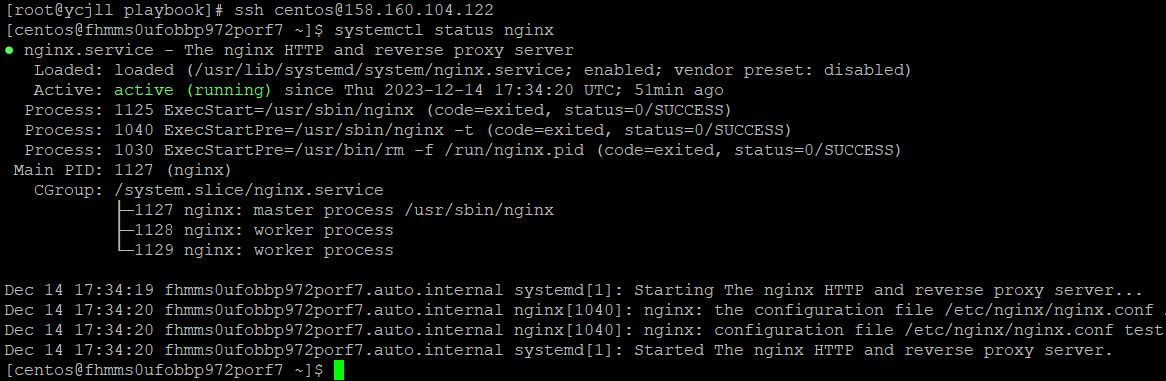 [root@ycjll playbook]# ssh centos@158.160.104.122
[centos@fhmms0ufobbp972porf7 ~]$ systemctl status nginx
● nginx.service - The nginx HTTP and reverse proxy server
   Loaded: loaded (/usr/lib/systemd/system/nginx.service; enabled; vendor preset: disabled)
   Active: active (running) since Thu 2023-12-14 17:34:20 UTC; 51min ago
  Process: 1125 ExecStart=/usr/sbin/nginx (code=exited, status=0/SUCCESS)
  Process: 1040 ExecStartPre=/usr/sbin/nginx -t (code=exited, status=0/SUCCESS)
  Process: 1030 ExecStartPre=/usr/bin/rm -f /run/nginx.pid (code=exited, status=0/SUCCESS)
 Main PID: 1127 (nginx)
   CGroup: /system.slice/nginx.service
           ├─1127 nginx: master process /usr/sbin/nginx
           ├─1128 nginx: worker process
           └─1129 nginx: worker process

Dec 14 17:34:19 fhmms0ufobbp972porf7.auto.internal systemd[1]: Starting The nginx HTTP and reverse proxy server...
Dec 14 17:34:20 fhmms0ufobbp972porf7.auto.internal nginx[1040]: nginx: the configuration file /etc/nginx/nginx.conf
Dec 14 17:34:20 fhmms0ufobbp972porf7.auto.internal nginx[1040]: nginx: configuration file /etc/nginx/nginx.conf test
Dec 14 17:34:20 fhmms0ufobbp972porf7.auto.internal systemd[1]: Started The nginx HTTP and reverse proxy server.
[centos@fhmms0ufobbp972porf7 ~]$